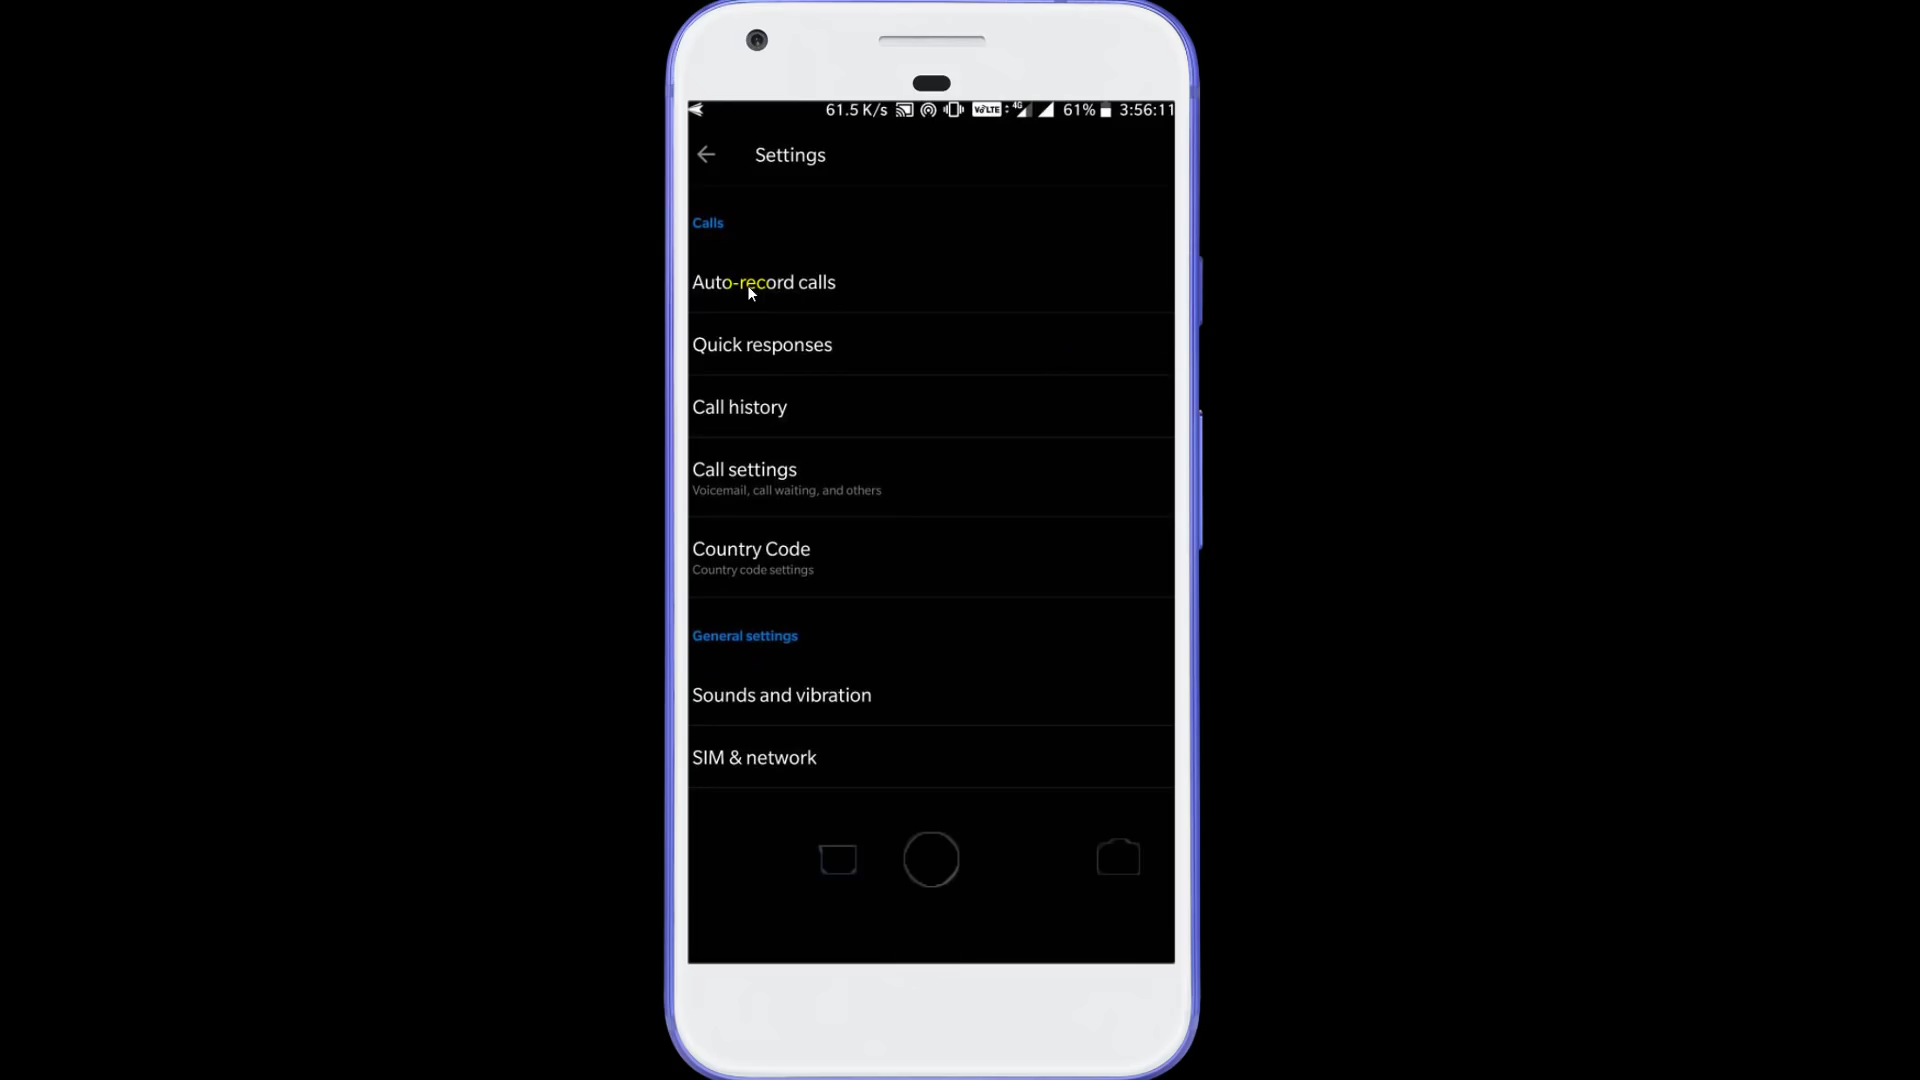 61.5 K/s VoLTE 4G 61% 3:56:11
Settings
Calls
Auto-record calls
Quick responses
Call history
Call settings
Voicemail, call waiting, and others
Country Code
Country code settings
General settings
Sounds and vibration
SIM & network